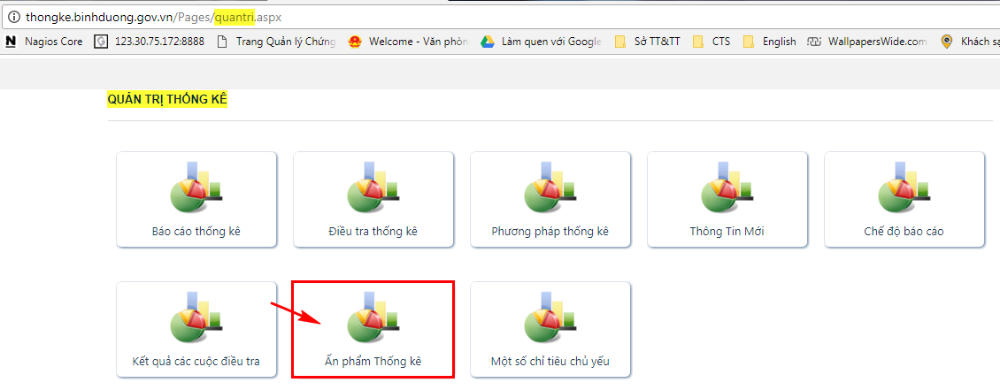 thongke.binhduong.gov.vn/Pages/quantri.aspx
Nagios Core 123.30.75.172:8888 Trang Quản lý Chứng Welcome - Văn phòn Làm quen với Google Sở TT&TT CTS English WallpapersWide.com Khách sạ
QUẢN TRỊ THỐNG KÊ
Báo cáo thống kê Điều tra thống kê Phương pháp thống kê Thông Tin Mới Chế độ báo cáo
Kết quả các cuộc điều tra Ấn phẩm Thống kê Một số chỉ tiêu chủ yếu